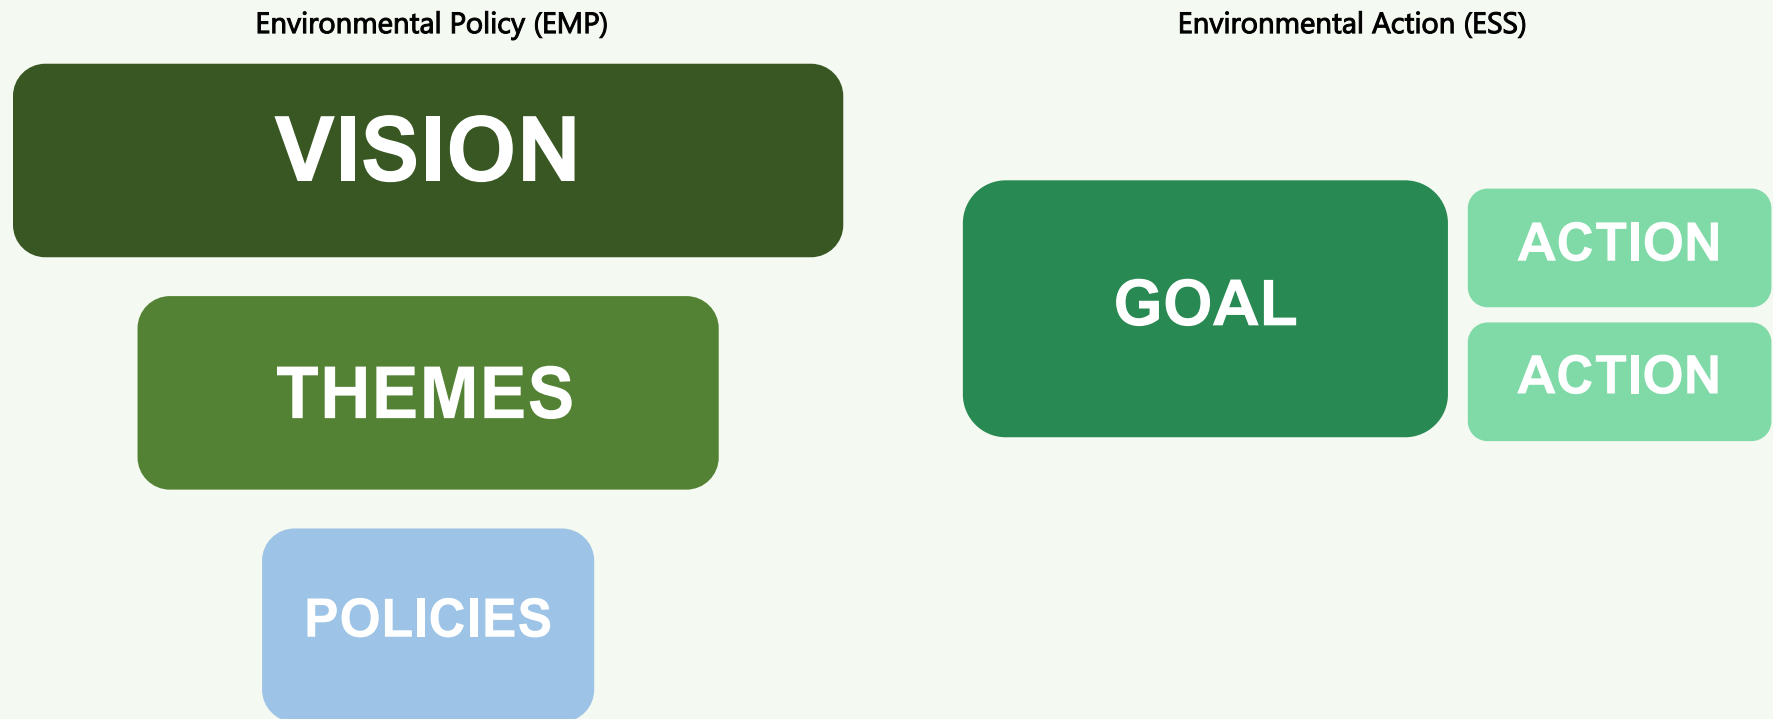 Environmental Policy (EMP)
VISION
THEMES
POLICIES
Environmental Action (ESS)
GOAL
ACTION
ACTION